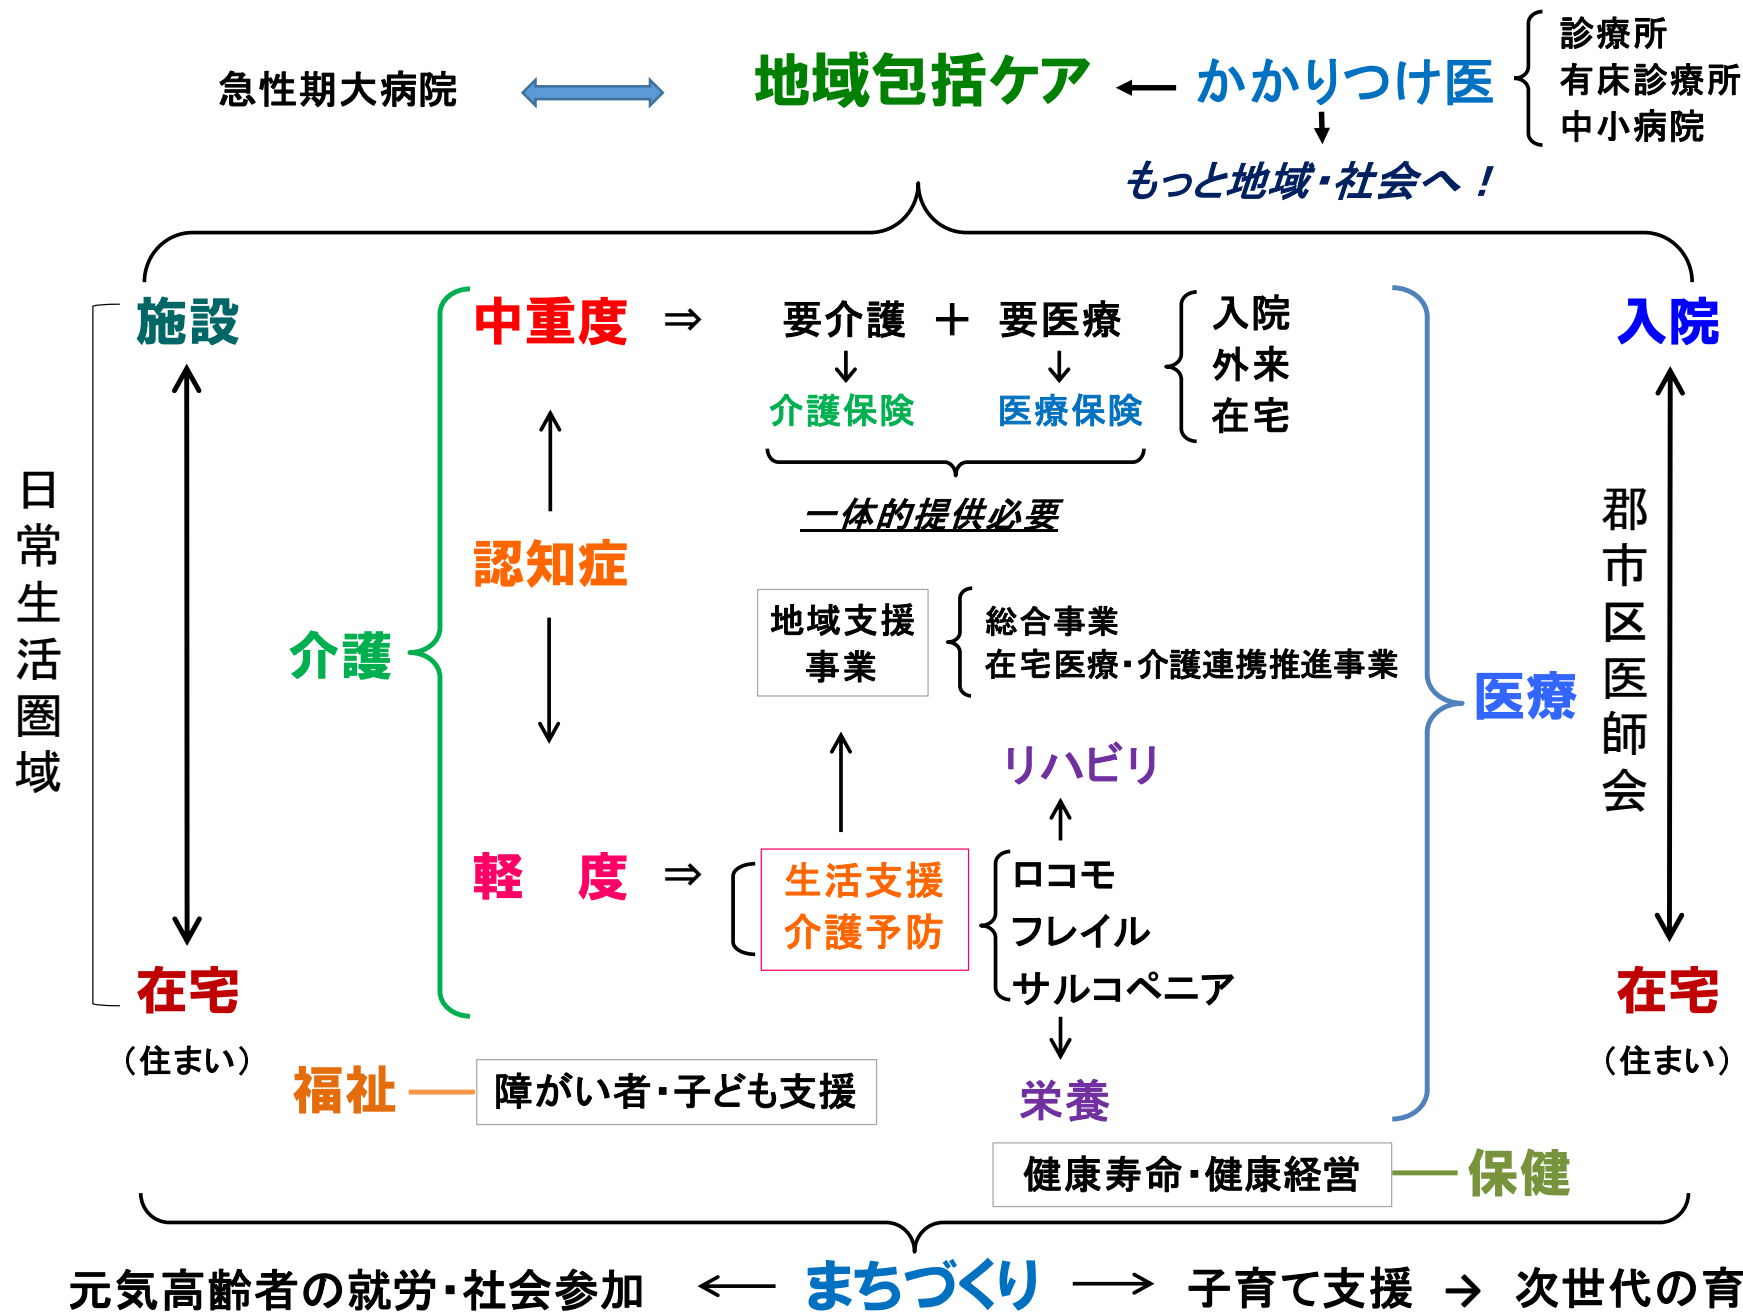 急性期大病院
地域包括ケア
かかりつけ医
診療所
有床診療所
中小病院
もっと地域・社会へ！
日常生活圏域
施設
在宅
（住まい）
介護
中重度 ⇒ 要介護 ＋ 要医療
介護保険
医療保険
入院
外来
在宅
一体的提供必要
認知症
地域支援
事業
総合事業
在宅医療・介護連携推進事業
リハビリ
軽　度 ⇒
生活支援
介護予防
ロコモ
フレイル
サルコペニア
栄養
医療
郡市区医師会
入院
在宅
（住まい）
福祉
障がい者・子ども支援
健康寿命・健康経営
保健
元気高齢者の就労・社会参加
まちづくり
子育て支援 → 次世代の育